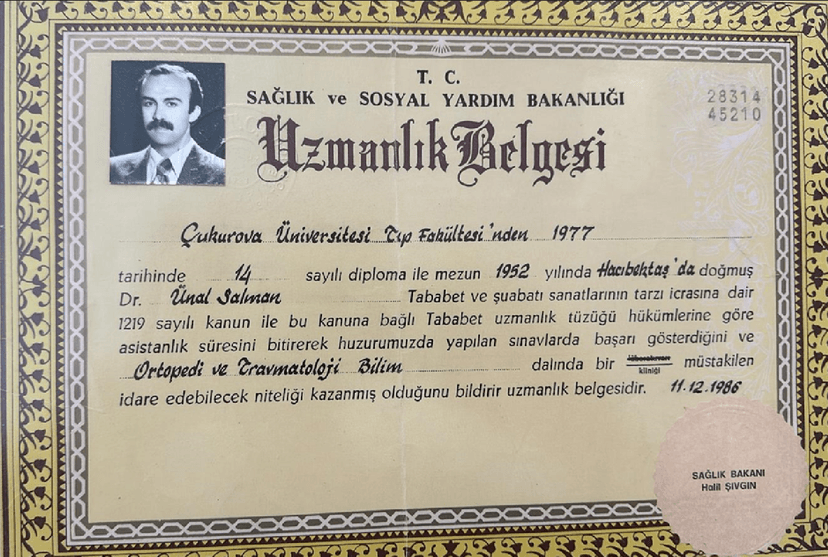 T. C.
SAĞLIK ve SOSYAL YARDIM BAKANLIĞI
28314
45210
Uzmanlık Belgesi
Çukurova Üniversitesi Tıp Fakültesi'nden 1977
tarihinde 14 sayılı diploma ile mezun 1952 yılında Hacıbektaş'da doğmuş
Dr. Ünal Salman Tababet ve şuabatı sanatlarının tarzı icrasına dair
1219 sayılı kanun ile bu kanuna bağlı Tababet uzmanlık tüzüğü hükümlerine göre
asistanlık süresini bitirerek huzurumuzda yapılan sınavlarda başarı gösterdiğini ve
Ortopedi ve Travmatoloji Bilim dalında bir laboratuvarı kliniği müstakilen
idare edebilecek niteliği kazanmış olduğunu bildirir uzmanlık belgesidir. 11.12.1986
SAĞLIK BAKANI
Halil ŞIVGIN